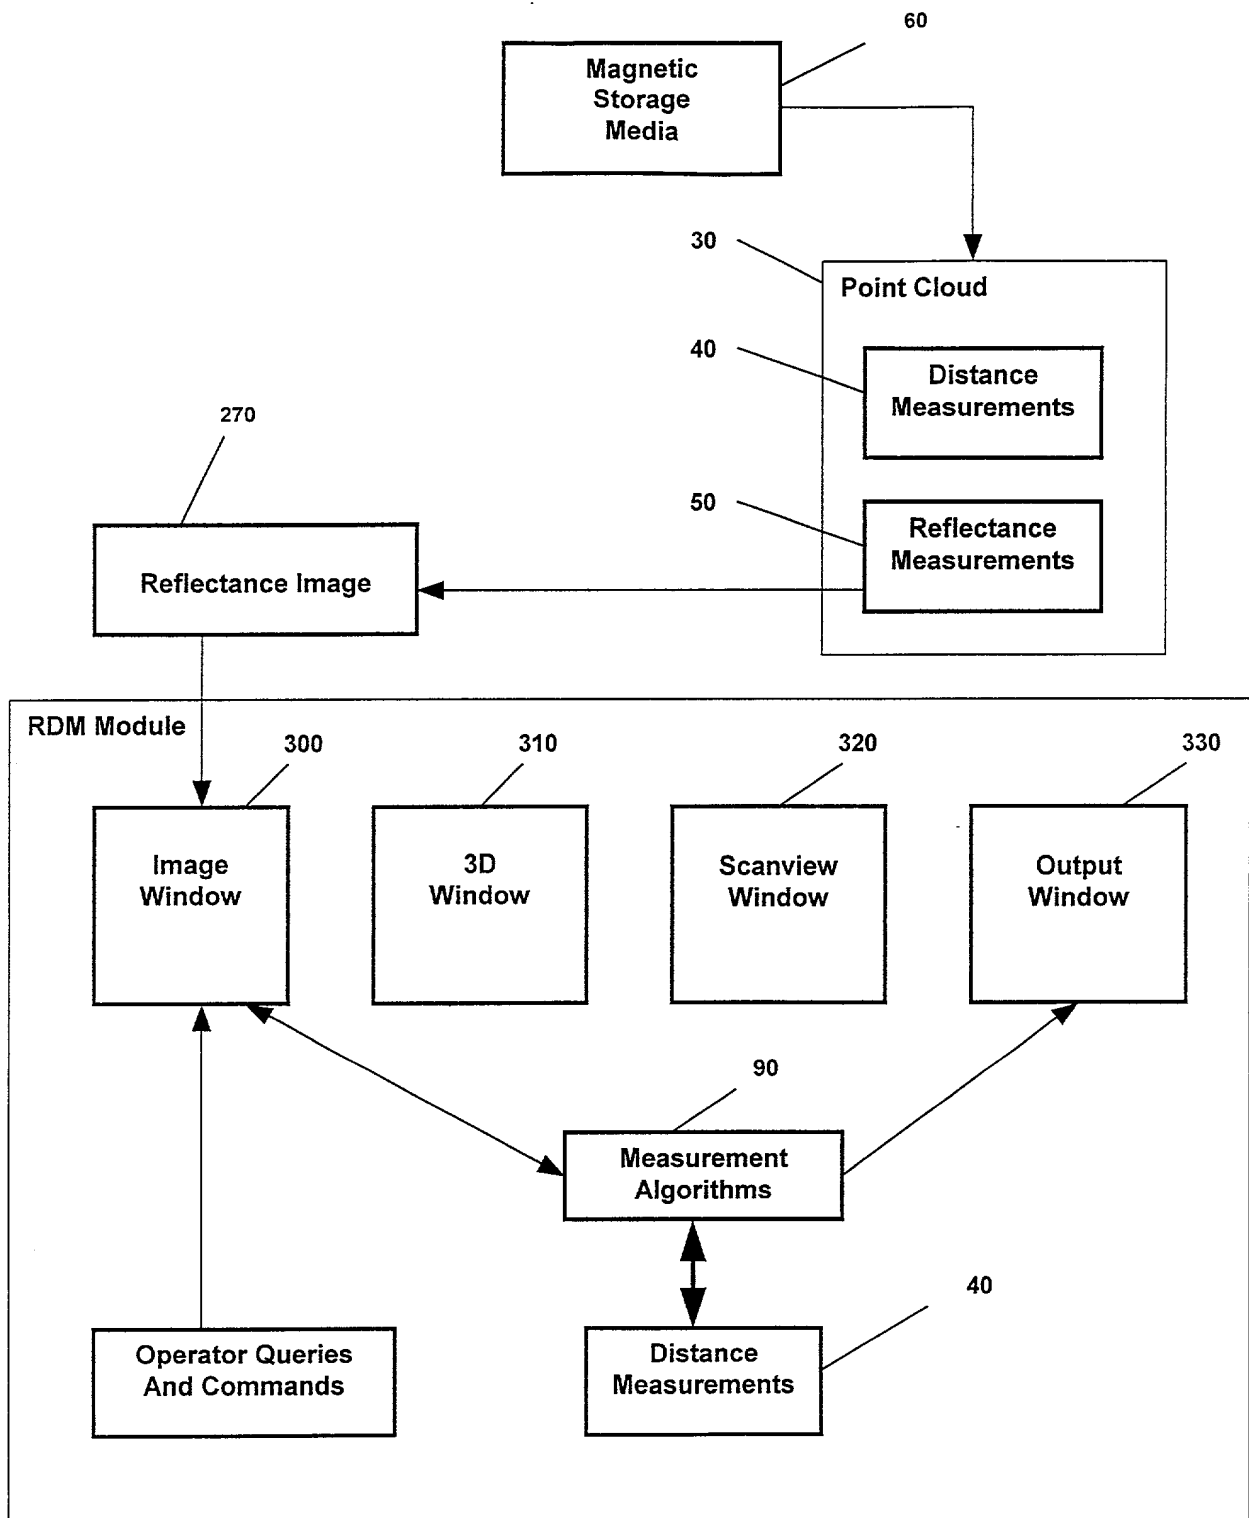 60
Magnetic
Storage
Media
30
Point Cloud
40
Distance
Measurements
270
50
Reflectance
Measurements
Reflectance Image
RDM Module
300
310
320
330
Image
Window
3D
Window
Scanview
Window
Output
Window
90
Measurement
Algorithms
40
Operator Queries
And Commands
Distance
Measurements